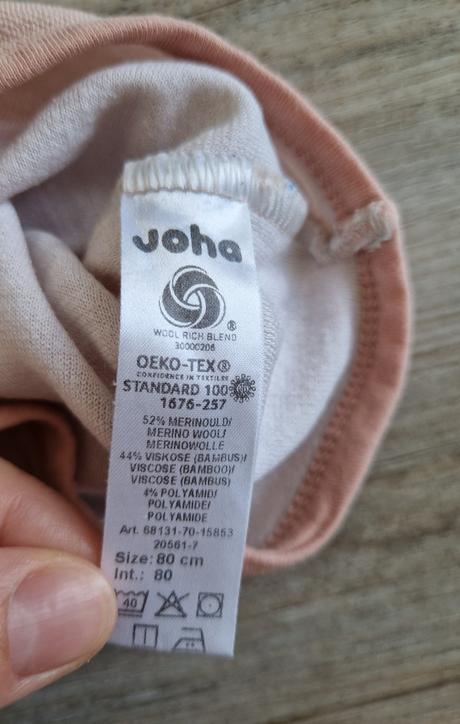 Joha
®
WOOL RICH BLEND
30000206
OEKO-TEX®
CONFIDENCE IN TEXTILES
STANDARD 100
1676-257
52% MERINOULD/
MERINO WOOL/
MERINOWOLLE
44% VISKOSE (BAMBUS)/
VISCOSE (BAMBOO)/
VISCOSE (BAMBUS)
4% POLYAMID/
POLYAMIDE/
POLYAMIDE
Art. 68131-70-15853
20561-7
Size: 80 cm
Int.: 80
40